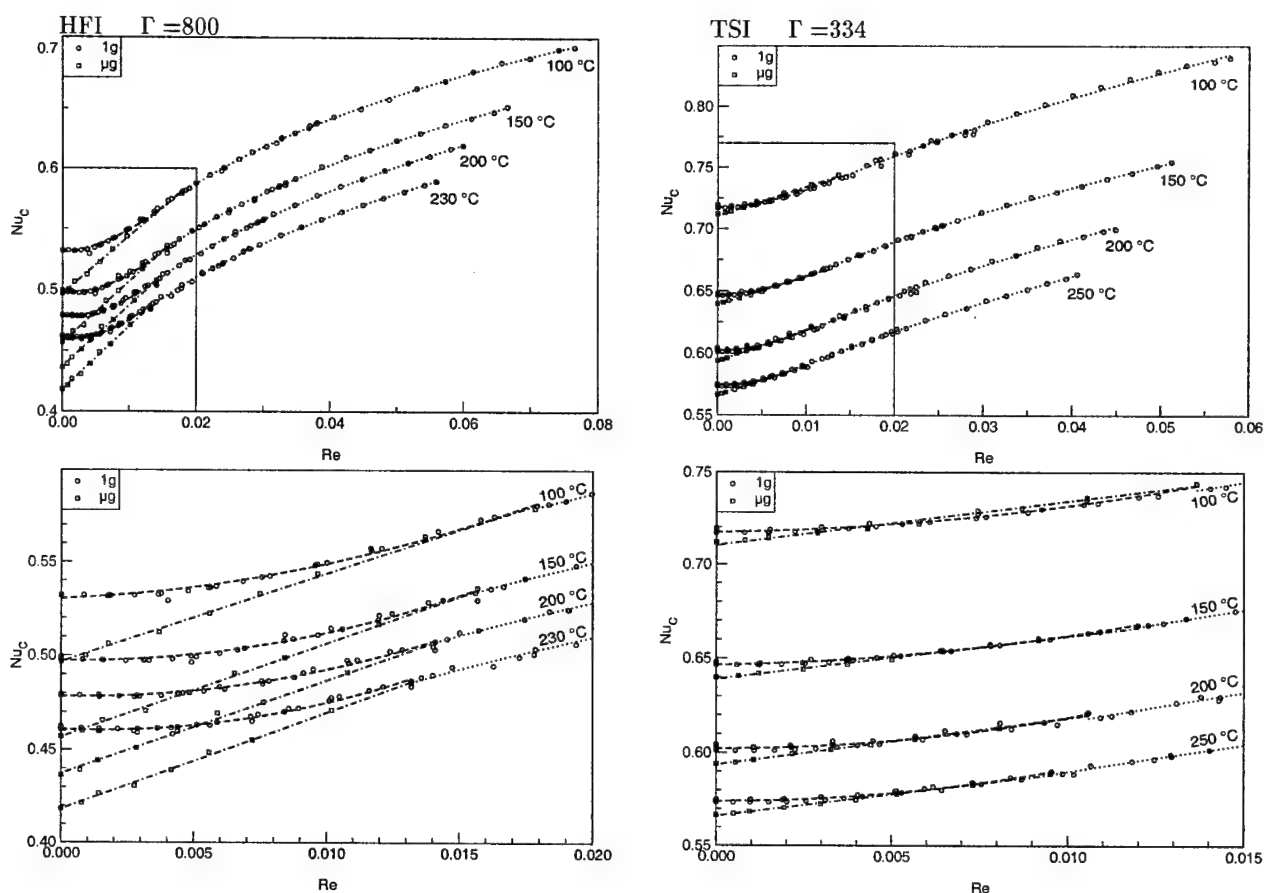 HFI Γ =800
0.7
0.6
0.5
0.4
Nuc
1g
µg
100 °C
150 °C
200 °C
230 °C
0.00 0.02 0.04 0.06 0.08
Re
TSI Γ =334
0.80
0.75
0.70
0.65
0.60
0.55
Nuc
1g
µg
100 °C
150 °C
200 °C
250 °C
0.00 0.01 0.02 0.03 0.04 0.05 0.06
Re
0.55
0.50
0.45
0.40
Nuc
1g
µg
100 °C
150 °C
200 °C
230 °C
0.000 0.005 0.010 0.015 0.020
Re
0.75
0.70
0.65
0.60
0.55
Nuc
1g
µg
100 °C
150 °C
200 °C
250 °C
0.000 0.005 0.010 0.015
Re